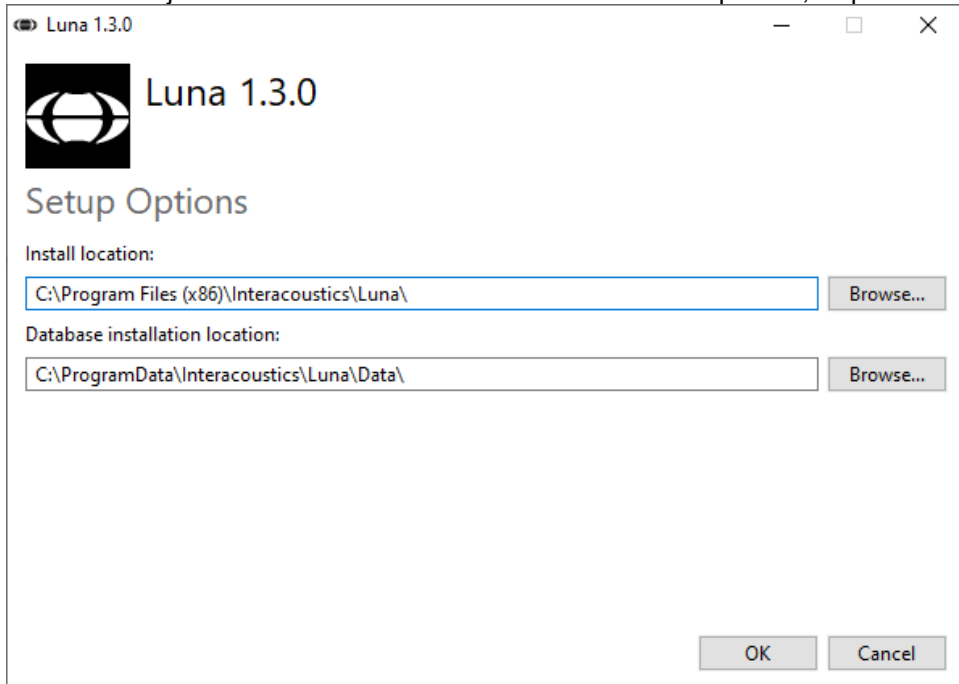 Luna 1.3.0
Luna 1.3.0
Setup Options
Install location:
C:\Program Files (x86)\Interacoustics\Luna\
Browse...
Database installation location:
C:\ProgramData\Interacoustics\Luna\Data\
Browse...
OK
Cancel